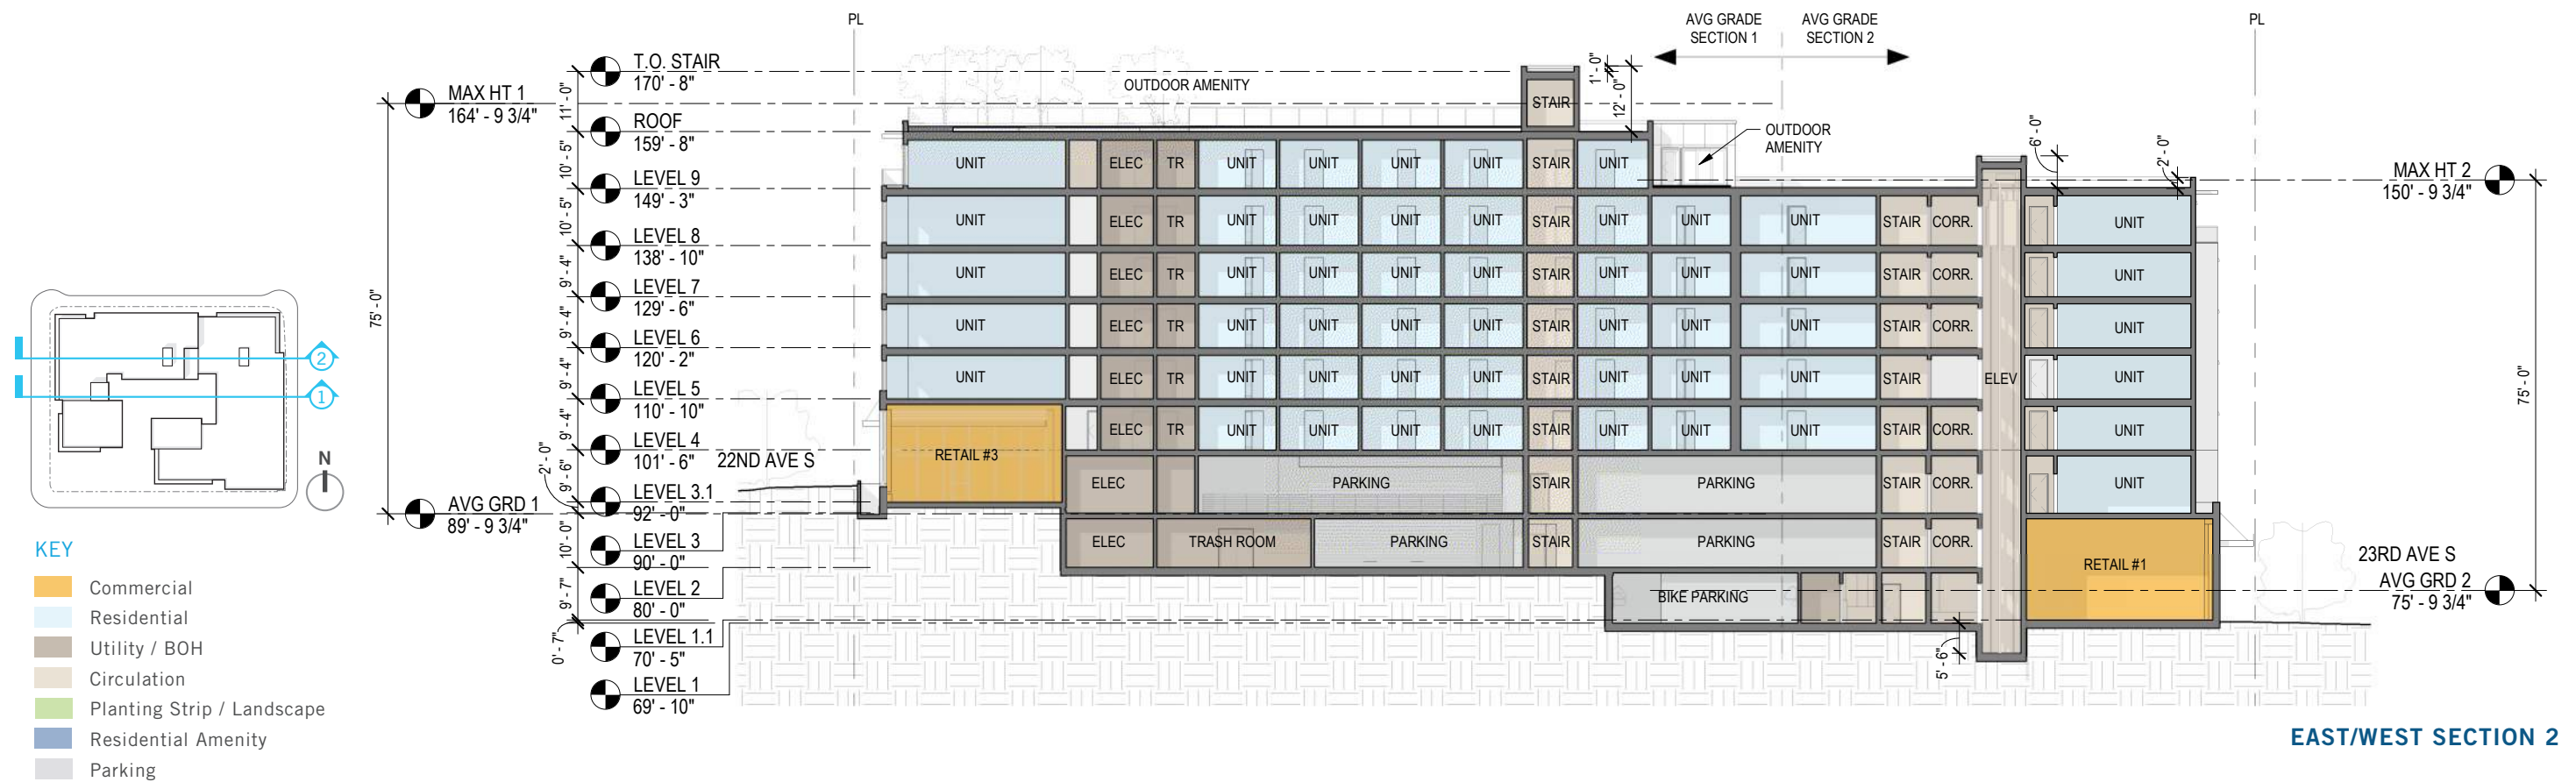 PL
AVG GRADE
SECTION 1
AVG GRADE
SECTION 2
PL
T.O. STAIR
170' - 8"
MAX HT 1
164' - 9 3/4"
ROOF
159' - 8"
LEVEL 9
149' - 3"
LEVEL 8
138' - 10"
LEVEL 7
129' - 6"
LEVEL 6
120' - 2"
LEVEL 5
110' - 10"
LEVEL 4
101' - 6"
LEVEL 3.1
92' - 0"
AVG GRD 1
89' - 9 3/4"
LEVEL 3
90' - 0"
LEVEL 2
80' - 0"
LEVEL 1.1
70' - 5"
LEVEL 1
69' - 10"
75' - 0"
11' - 0"
10' - 5"
10' - 5"
9' - 4"
9' - 4"
9' - 4"
9' - 4"
9' - 6"
2' - 0"
10' - 0"
9' - 7"
0' - 7"
22ND AVE S
OUTDOOR AMENITY
1' - 0"
12' - 0"
STAIR
OUTDOOR
AMENITY
6' - 0"
2' - 0"
MAX HT 2
150' - 9 3/4"
75' - 0"
UNIT ELEC TR UNIT UNIT UNIT UNIT STAIR UNIT
UNIT ELEC TR UNIT UNIT UNIT UNIT STAIR UNIT UNIT UNIT STAIR CORR. UNIT
UNIT ELEC TR UNIT UNIT UNIT UNIT STAIR UNIT UNIT UNIT STAIR CORR. UNIT
UNIT ELEC TR UNIT UNIT UNIT UNIT STAIR UNIT UNIT UNIT STAIR CORR. UNIT
UNIT ELEC TR UNIT UNIT UNIT UNIT STAIR UNIT UNIT UNIT STAIR ELEV UNIT
ELEC TR UNIT UNIT UNIT UNIT STAIR UNIT UNIT UNIT STAIR CORR. UNIT
RETAIL #3
ELEC PARKING STAIR PARKING STAIR CORR. UNIT
ELEC TRASH ROOM PARKING STAIR PARKING STAIR CORR.
RETAIL #1
BIKE PARKING
5' - 6"
23RD AVE S
AVG GRD 2
75' - 9 3/4"
2
1
N
KEY
Commercial
Residential
Utility / BOH
Circulation
Planting Strip / Landscape
Residential Amenity
Parking
EAST/WEST SECTION 2